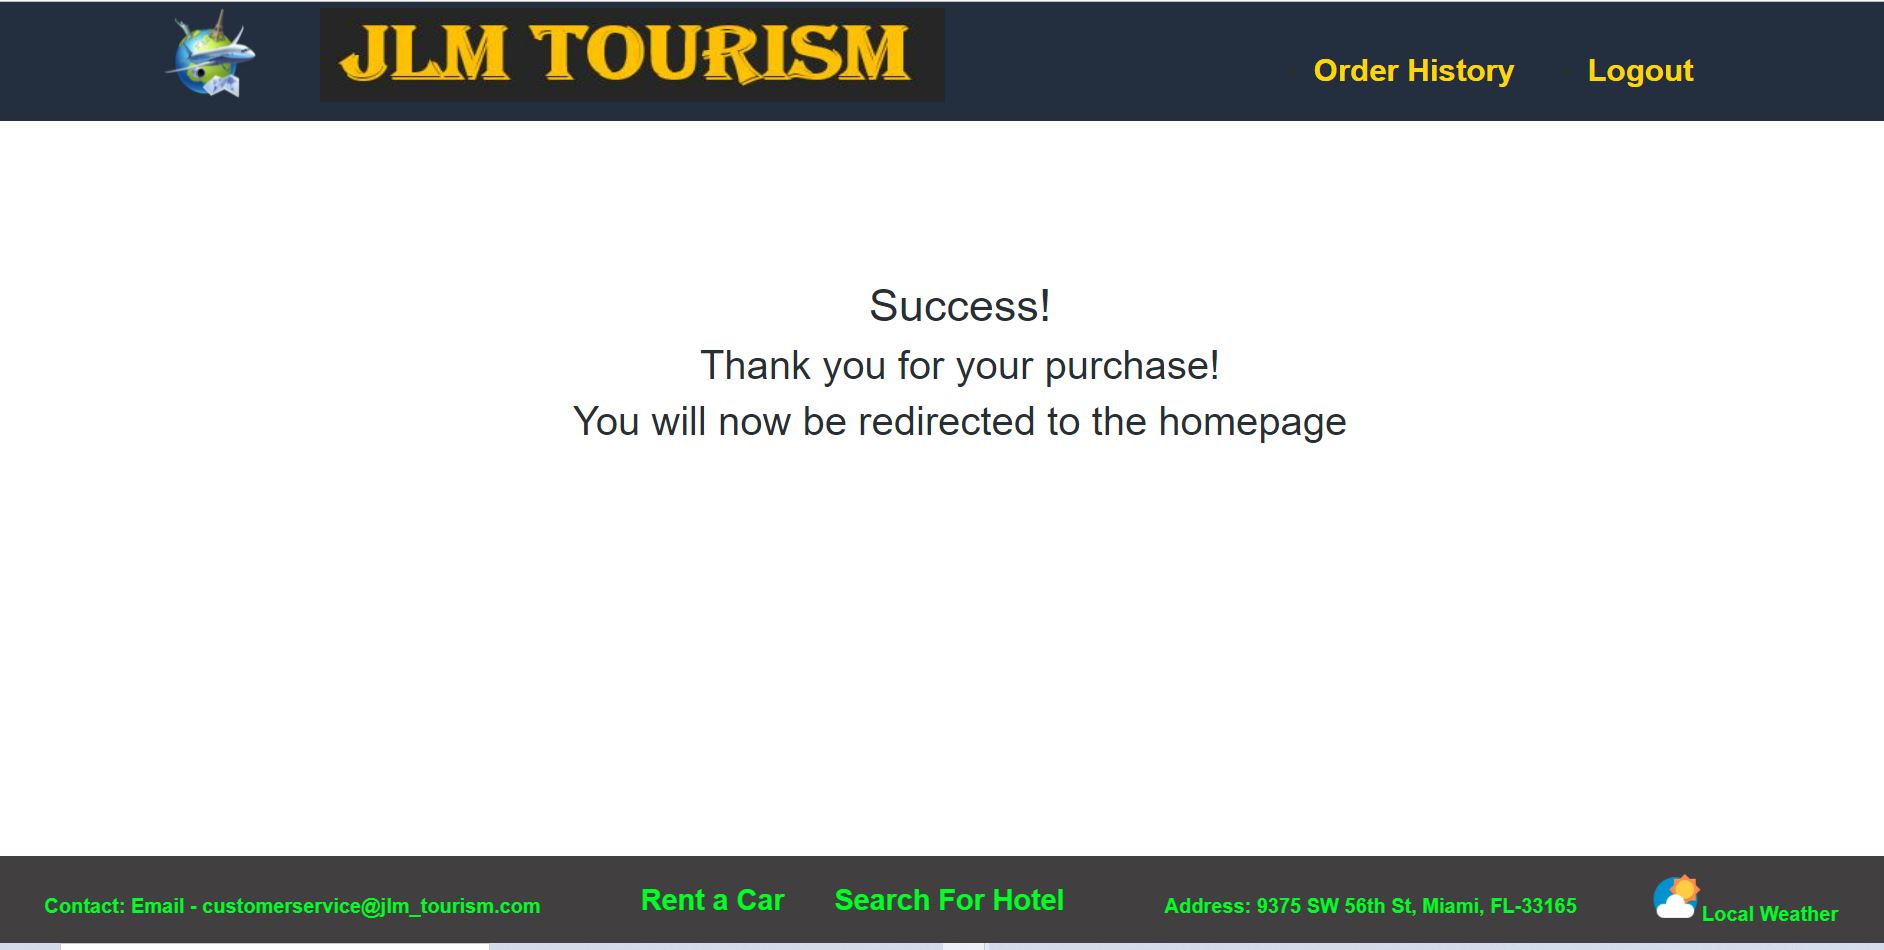 JLM TOURISM
Order History
Logout
Success!
Thank you for your purchase!
You will now be redirected to the homepage
Contact: Email - customerservice@jlm_tourism.com
Rent a Car
Search For Hotel
Address: 9375 SW 56th St, Miami, FL-33165
Local Weather